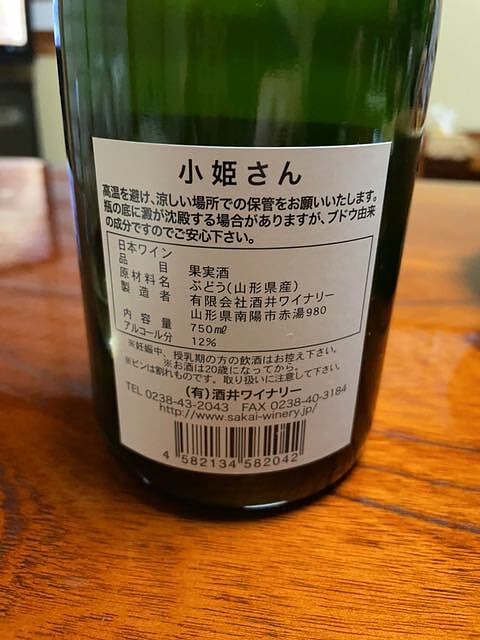 小姫さん
高温を避け、涼しい場所での保管をお願いいたします。
瓶の底に澱が沈殿する場合がありますが、ブドウ由来
の成分ですのでご安心下さい。
日本ワイン
品目 果実酒
原材料名 ぶどう(山形県産)
製造者 有限会社酒井ワイナリー
山形県南陽市赤湯980
内容量 750㎖
アルコール分 12%
※妊娠中、授乳期の方の飲酒はお控え下さい。
※お酒は20歳になってから。
※ビンは割れものです。取り扱いに注意して下さい。
(有)酒井ワイナリー
TEL 0238-43-2043 FAX 0238-40-3184
http://www.sakai-winery.jp/
4 582134 582042